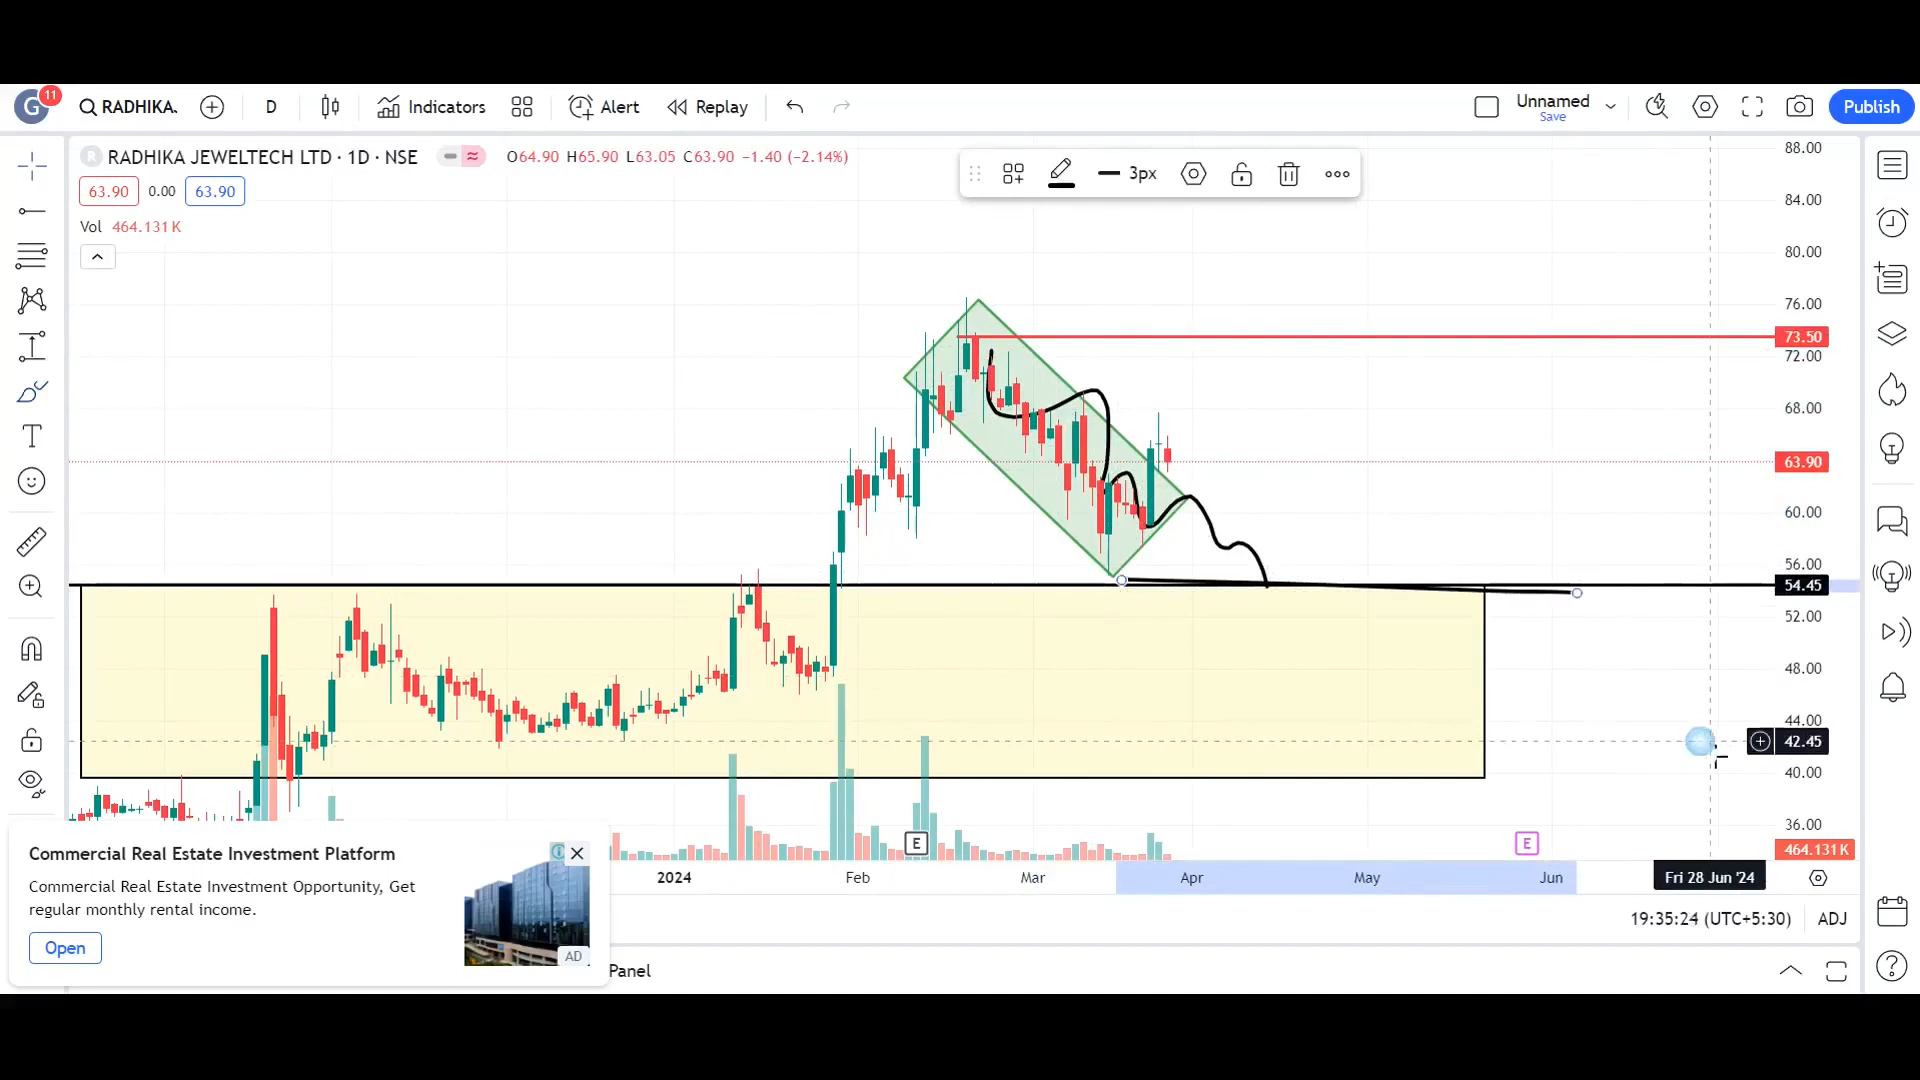 G 11 RADHIKA. D Indicators Alert Replay Unnamed Save Publish
R RADHIKA JEWELTECH LTD · 1D · NSE O64.90 H65.90 L63.05 C63.90 −1.40 (−2.14%)
63.90 0.00 63.90
Vol 464.131K
3px
88.00
84.00
80.00
76.00
73.50
72.00
68.00
63.90
60.00
56.00
54.45
52.00
48.00
44.00
42.45
40.00
36.00
E E 464.131K
2024 Feb Mar Apr May Jun Fri 28 Jun '24
19:35:24 (UTC+5:30) ADJ
Commercial Real Estate Investment Platform
Commercial Real Estate Investment Opportunity, Get
regular monthly rental income.
Open
AD
Panel